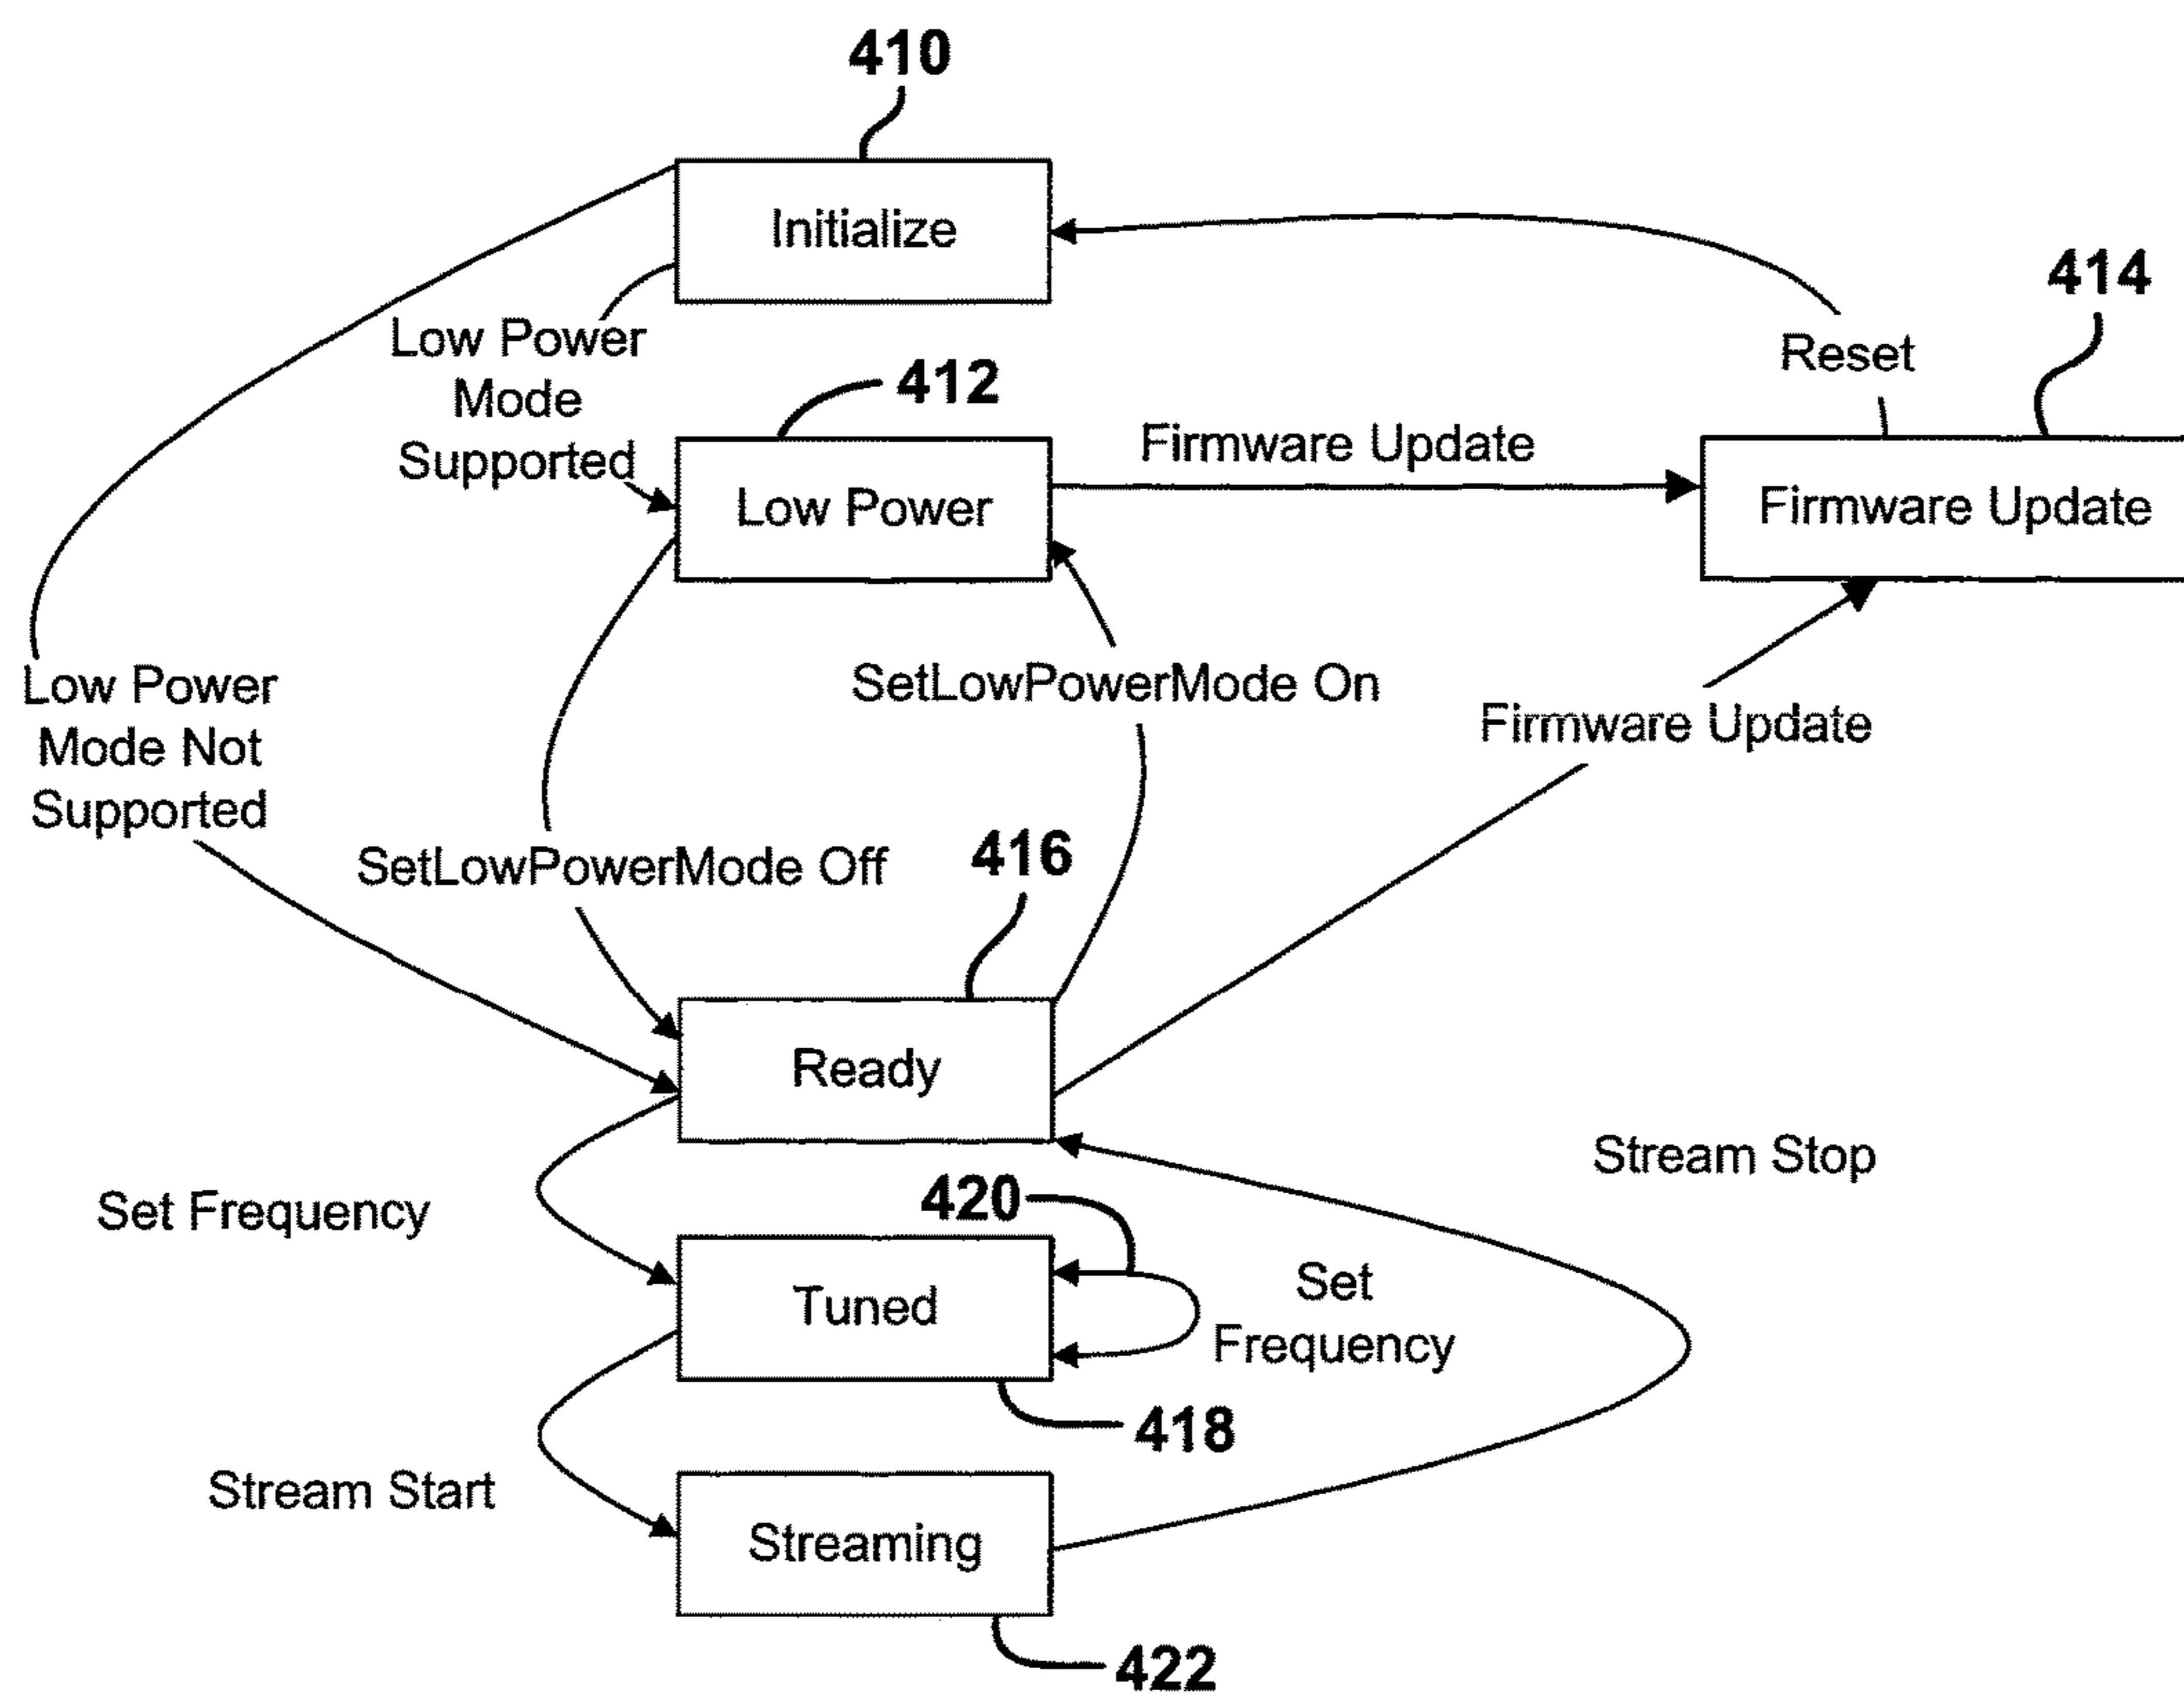 410
Initialize
414
Low Power
Mode
Supported
Reset
412
Firmware Update
Low Power
Firmware Update
Low Power
Mode Not
Supported
SetLowPowerMode On
Firmware Update
SetLowPowerMode Off
416
Ready
Stream Stop
Set Frequency
420
Set
Frequency
Tuned
418
Stream Start
Streaming
422